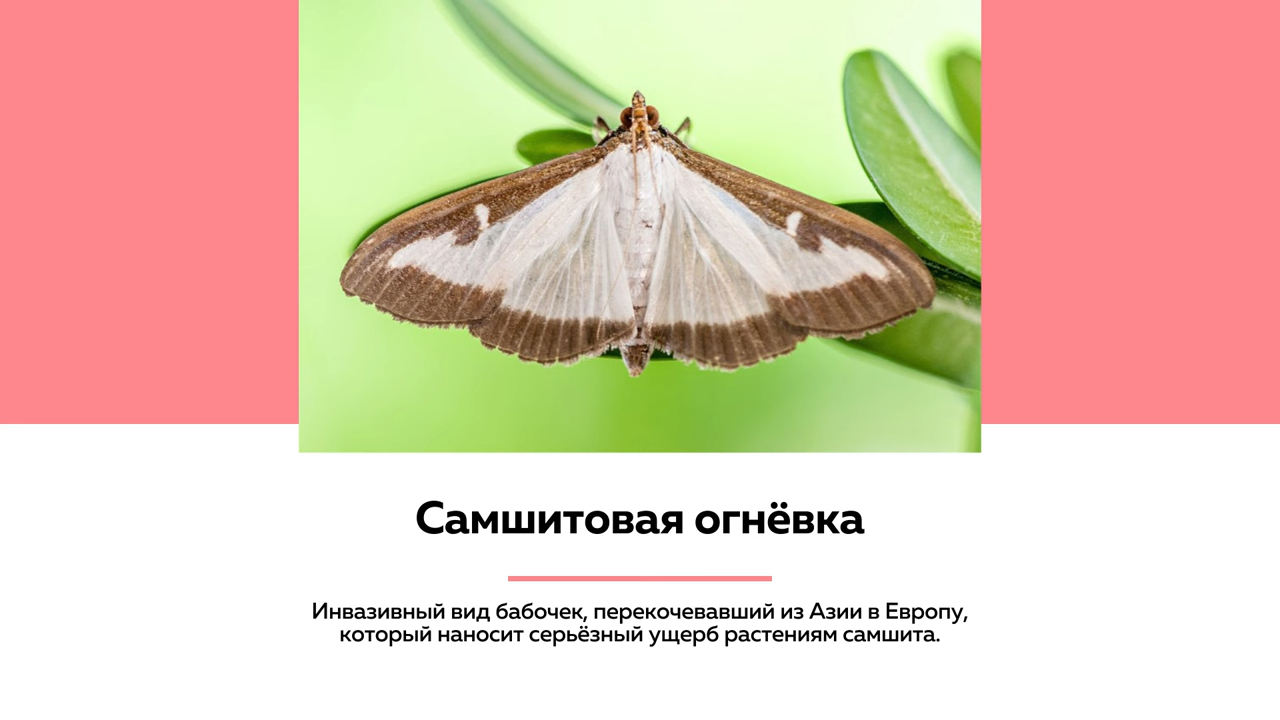 Самшитовая огнёвка
Инвазивный вид бабочек, перекочевавший из Азии в Европу,
который наносит серьёзный ущерб растениям самшита.